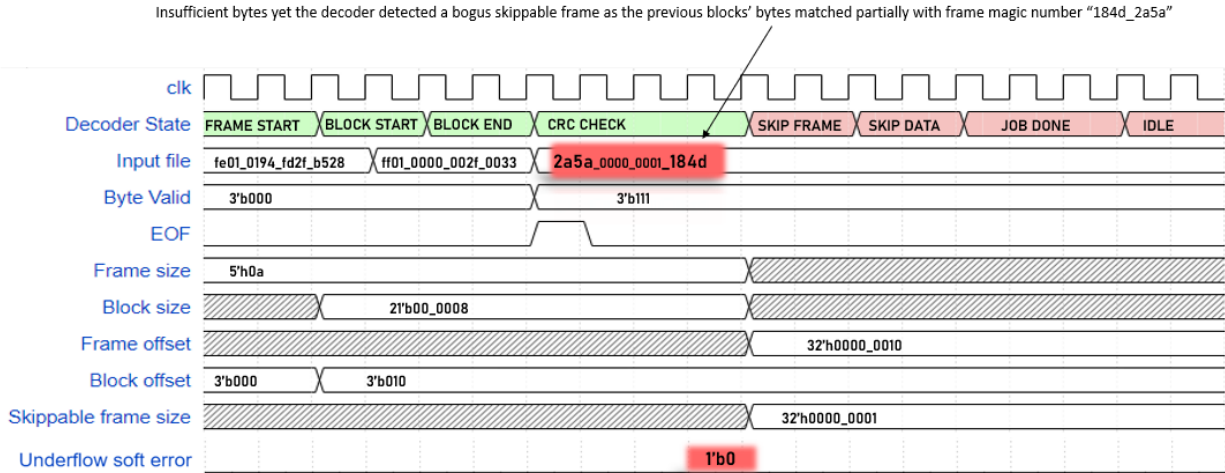 Insufficient bytes yet the decoder detected a bogus skippable frame as the previous blocks' bytes matched partially with frame magic number "184d_2a5a"
clk
Decoder State FRAME START BLOCK START BLOCK END CRC CHECK SKIP FRAME SKIP DATA JOB DONE IDLE
Input file fe01_0194_fd2f_b528 ff01_0000_002f_0033 2a5a_0000_0001_184d
Byte Valid 3'b000 3'b111
EOF
Frame size 5'h0a
Block size 21'b00_0008
Frame offset 32'h0000_0010
Block offset 3'b000 3'b010
Skippable frame size 32'h0000_0001
Underflow soft error 1'b0